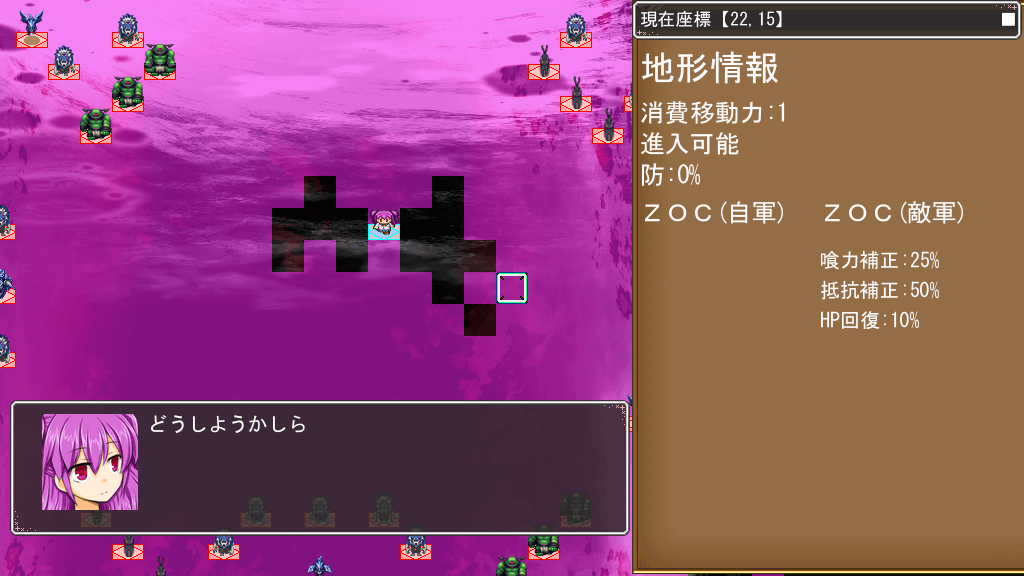 現在座標【22,15】
地形情報
消費移動力:1
進入可能
防:0%
ＺＯＣ(自軍)　ＺＯＣ(敵軍)
喰力補正:25%
抵抗補正:50%
HP回復:10%
どうしようかしら